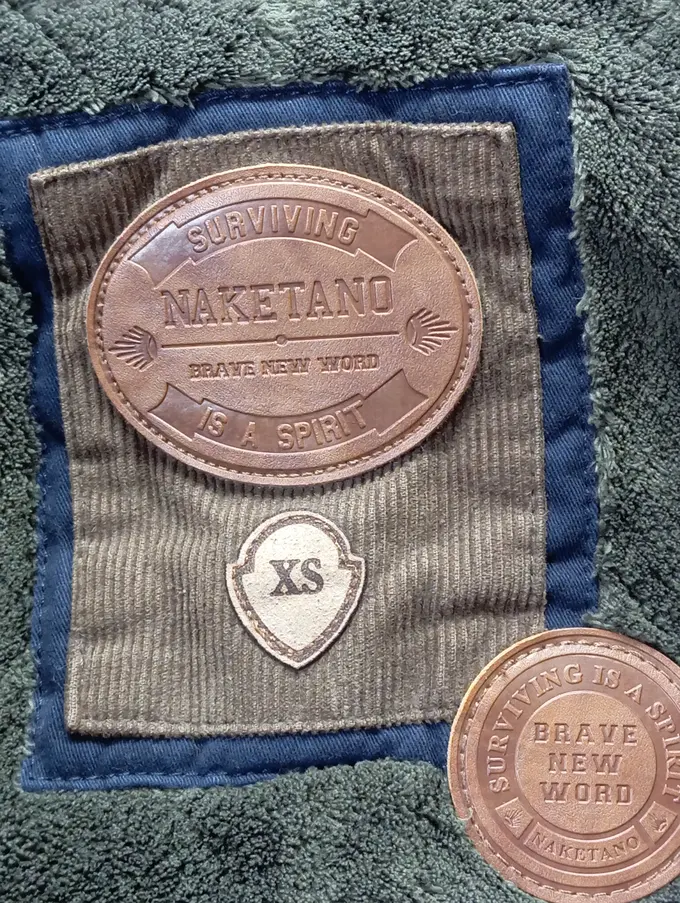 SURVIVING
NAKETANO
BRAVE NEW WORD
IS A SPIRIT
XS
SURVIVING IS A SPIRIT
BRAVE
NEW
WORD
NAKETANO